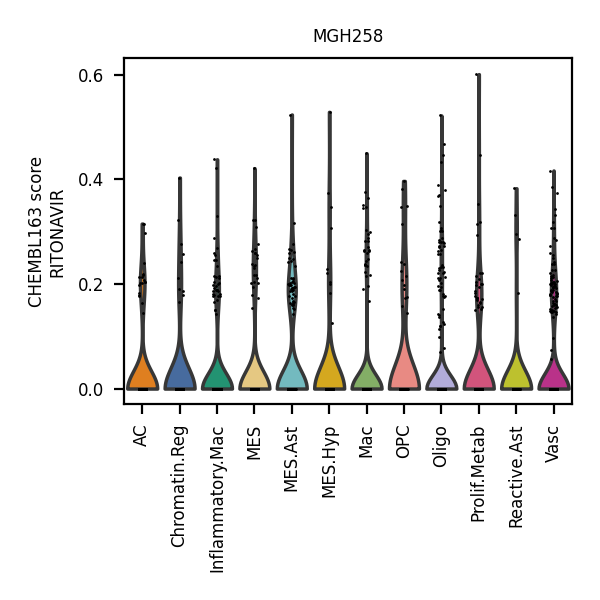 MGH258
CHEMBL163 score
RITONAVIR
0.6
0.4
0.2
0.0
AC
Chromatin.Reg
Inflammatory.Mac
MES
MES.Ast
MES.Hyp
Mac
OPC
Oligo
Prolif.Metab
Reactive.Ast
Vasc